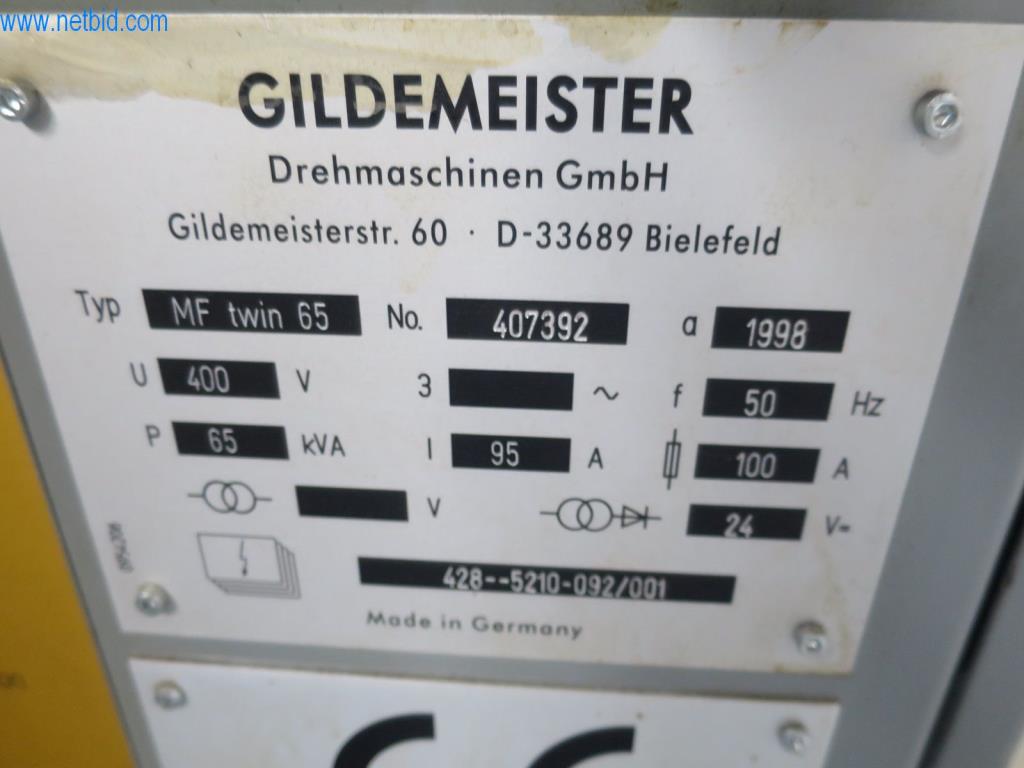 www.netbid.com
GILDEMEISTER
Drehmaschinen GmbH
Gildemeisterstr. 60 · D-33689 Bielefeld
Typ MF twin 65 No. 407392 a 1998
U 400 V 3 ~ f 50 Hz
P 65 kVA I 95 A 100 A
V 24 V=
428--5210-092/001
Made in Germany
CE